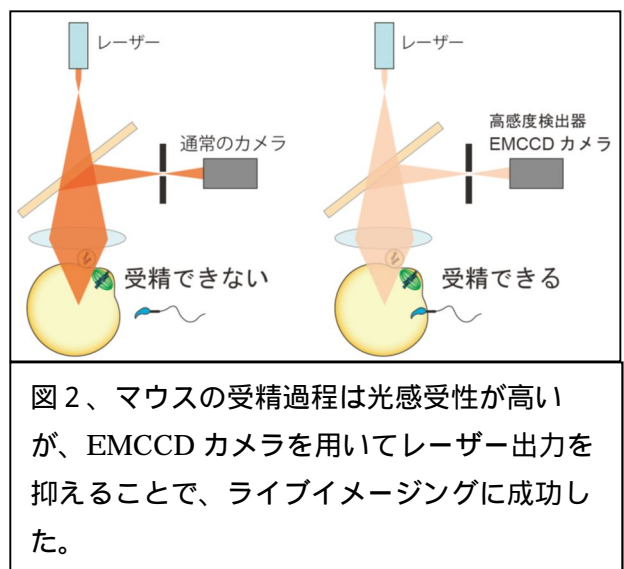 レーザー
通常のカメラ
受精できない
レーザー
高感度検出器
EMCCD カメラ
受精できる
図２、マウスの受精過程は光感受性が高い
が、EMCCD カメラを用いてレーザー出力を
抑えることで、ライブイメージングに成功し
た。